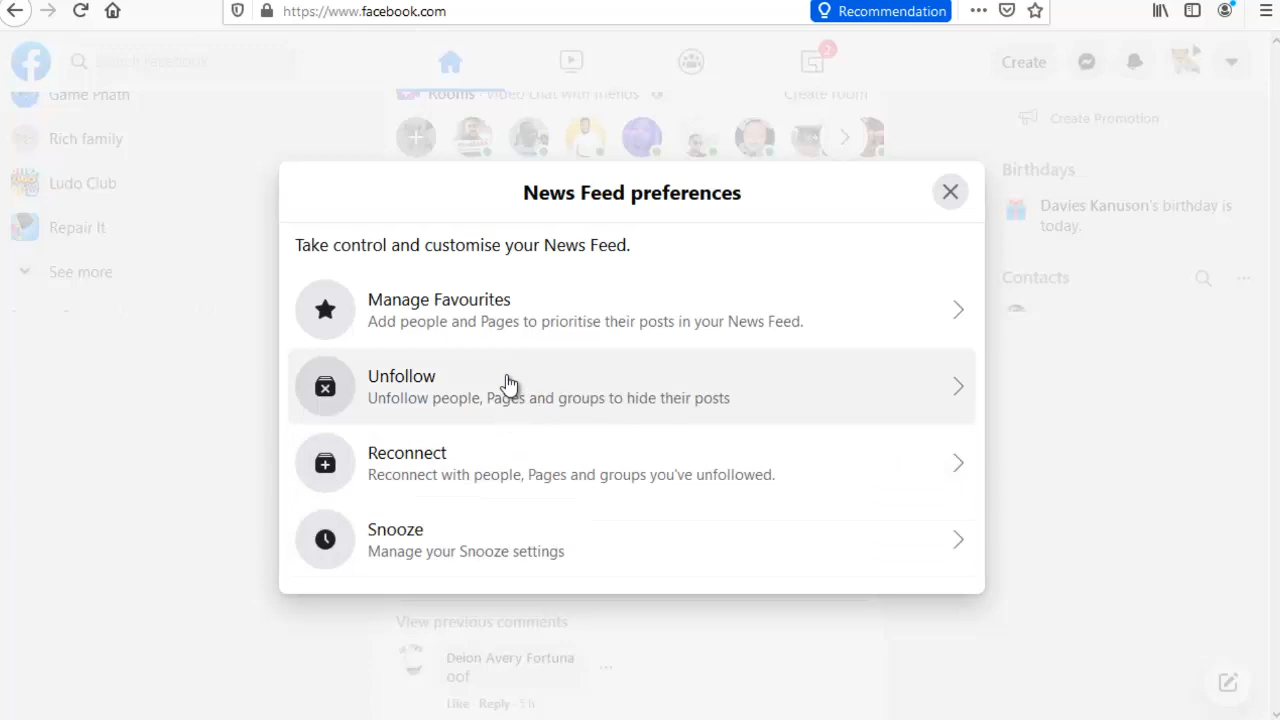 https://www.facebook.com
Recommendation
Search Facebook
2
Create
Game Phath
Rich family
Ludo Club
Repair It
See more
Rooms · Video chat with friends
Create room
Create Promotion
Birthdays
Davies Kanuson's birthday is
today.
Contacts
News Feed preferences
Take control and customise your News Feed.
Manage Favourites
Add people and Pages to prioritise their posts in your News Feed.
Unfollow
Unfollow people, Pages and groups to hide their posts
Reconnect
Reconnect with people, Pages and groups you've unfollowed.
Snooze
Manage your Snooze settings
View previous comments
Deion Avery Fortuna
oof
Like · Reply · 5 h